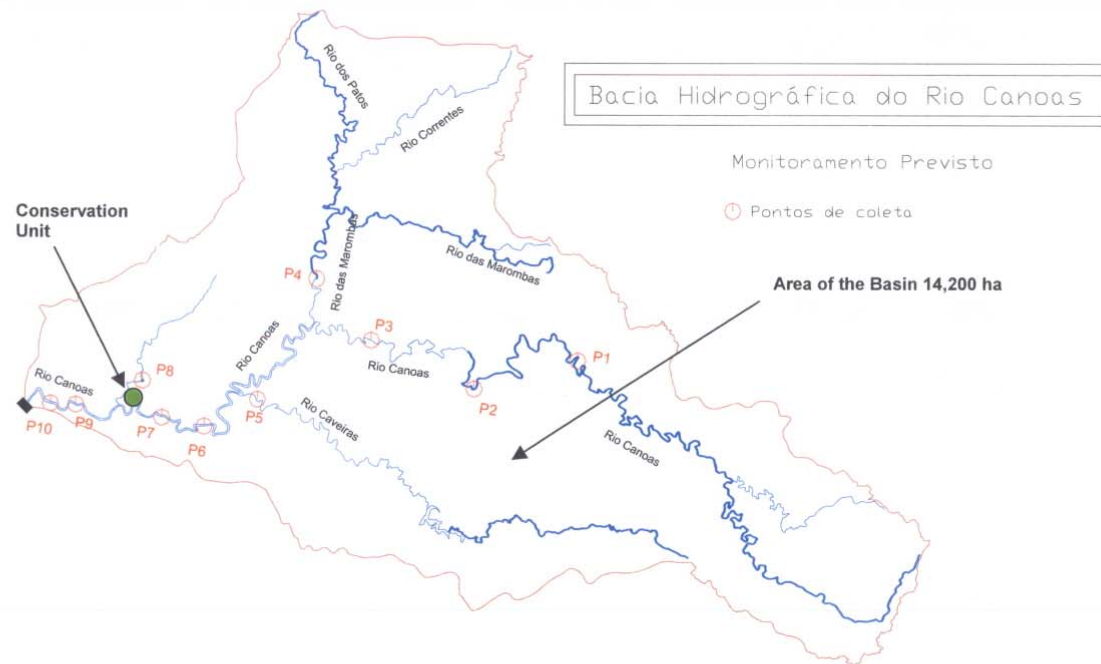 Bacia Hidrográfica do Rio Canoas
Monitoramento Previsto
Pontos de coleta
Rio dos Patos
Rio Correntes
Conservation
Unit
Rio das Marombas
Rio das Marombas
P4
Area of the Basin 14,200 ha
P3
Rio Canoas
P1
Rio Canoas
P8
Rio Canoas
P2
P5
Rio Caveiras
P10
P9
P7
P6
Rio Canoas